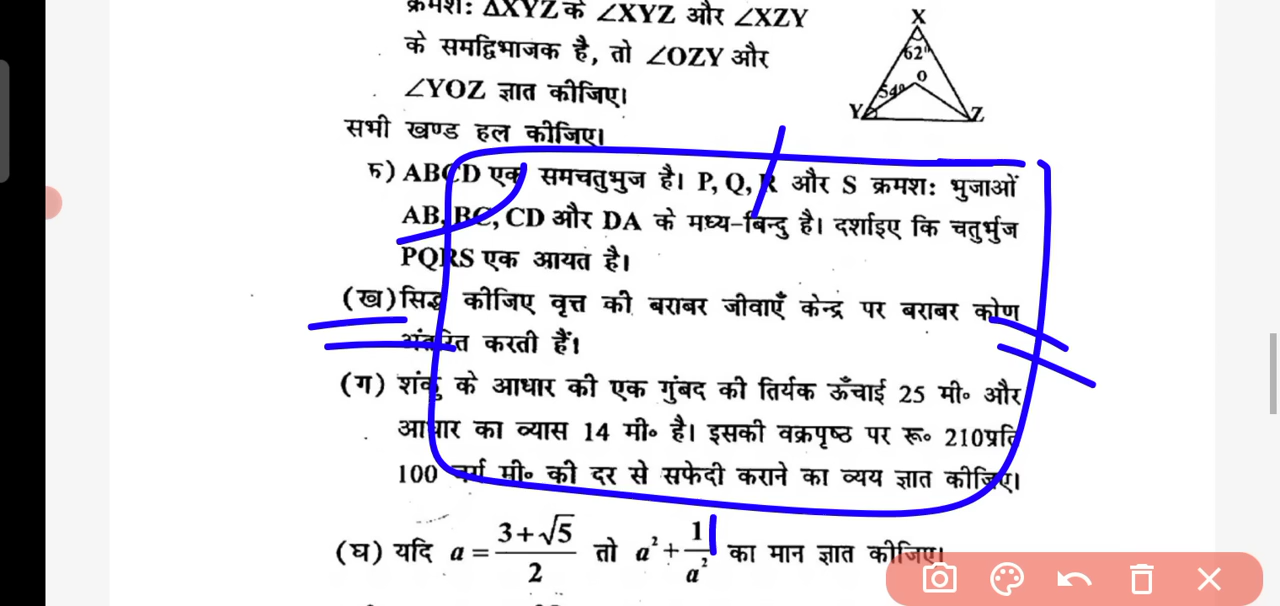 क्रमश: ΔXYZ के ∠XYZ और ∠XZY
के समद्विभाजक है, तो ∠OZY और
∠YOZ ज्ञात कीजिए।
X
62°
O
54°
Y
Z
सभी खण्ड हल कीजिए।
ABCD एक समचतुभुज है। P, Q, R और S क्रमश: भुजाओं
AB, BC, CD और DA के मध्य-बिन्दु है। दर्शाइए कि चतुर्भुज
PQRS एक आयत है।
(ख) सिद्ध कीजिए वृत्त की बराबर जीवाएँ केन्द्र पर बराबर कोण
अंतरित करती हैं।
(ग) शंकु के आधार की एक गुंबद की तिर्यक ऊँचाई 25 मी॰ और
आधार का व्यास 14 मी॰ है। इसकी वक्रपृष्ठ पर रू॰ 210प्रति
100 वर्ग मी॰ की दर से सफेदी कराने का व्यय ज्ञात कीजिए।
(घ) यदि a = (3+√5)/2 तो a² + 1/a² का मान ज्ञात कीजिए।